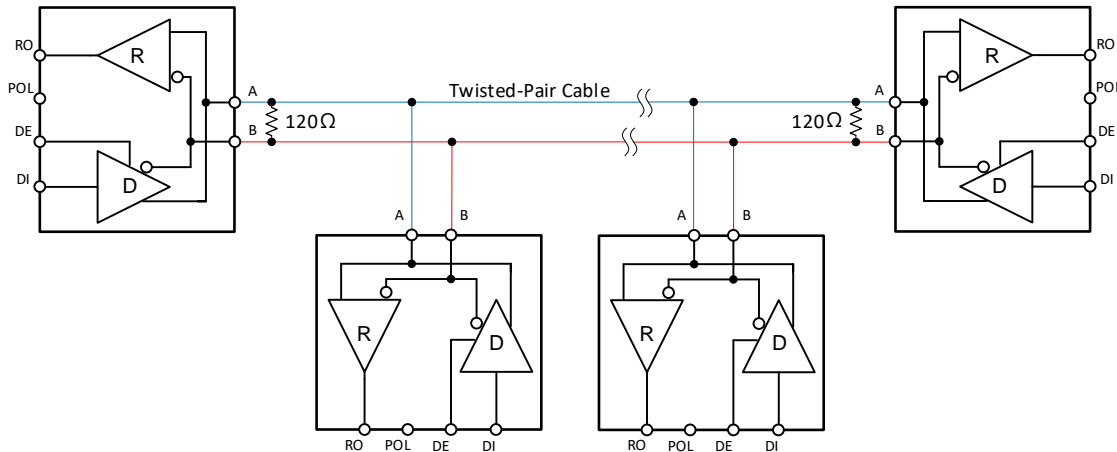 RO
R
POL
A
Twisted-Pair Cable
120Ω
DE
B
DI
D
A
R
RO
POL
120Ω
B
DE
D
DI
A
B
R
D
RO
POL
DE
DI
A
B
R
D
RO
POL
DE
DI